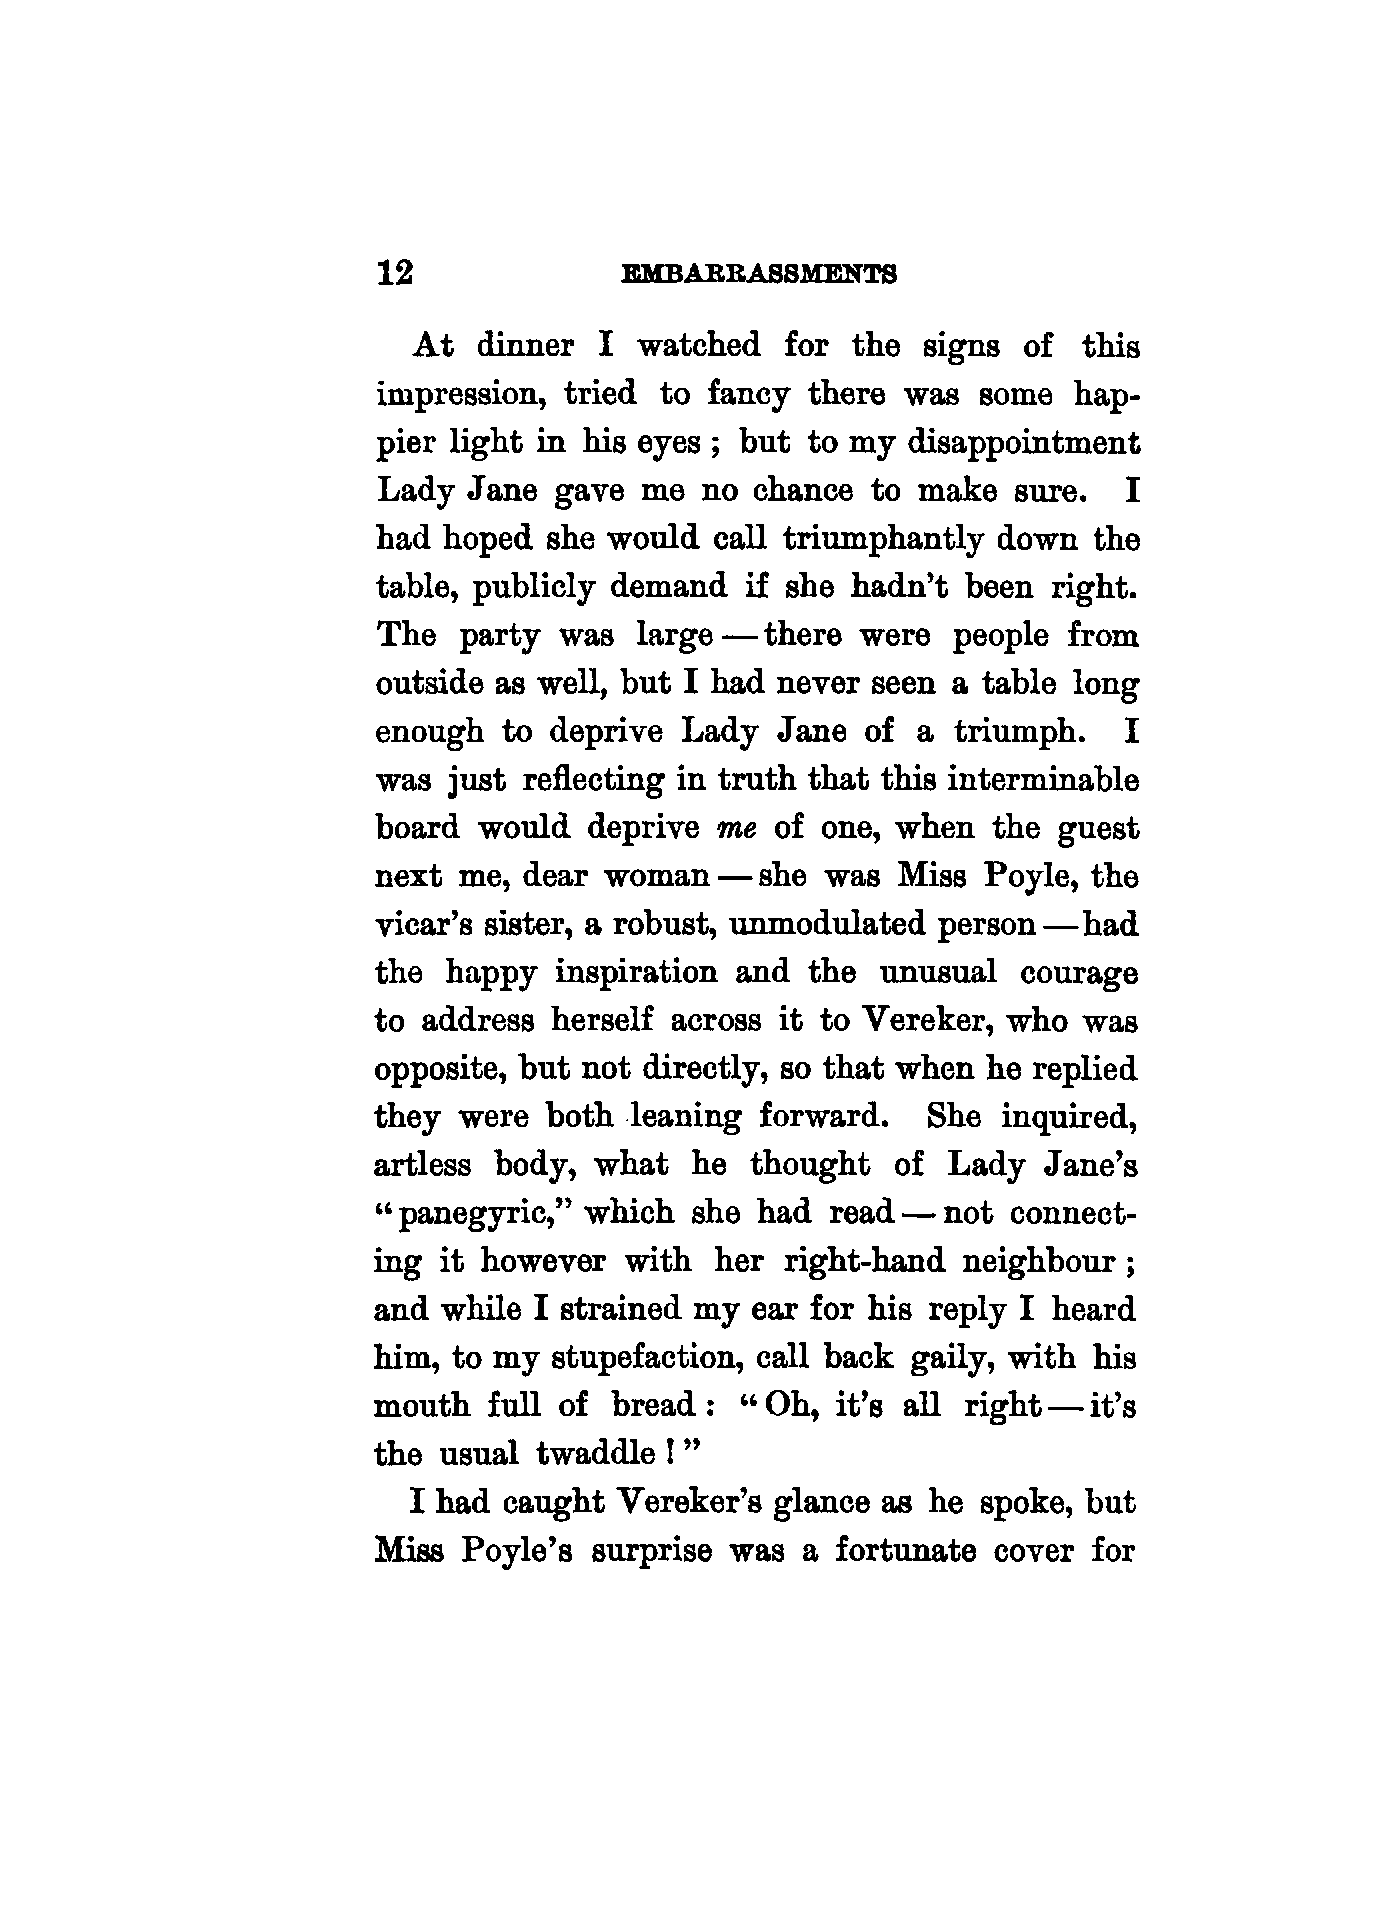 12 EMBARRASSMENTS
At dinner I watched for the signs of this
impression, tried to fancy there was some hap-
pier light in his eyes ; but to my disappointment
Lady Jane gave me no chance to make sure. I
had hoped she would call triumphantly down the
table, publicly demand if she hadn't been right.
The party was large — there were people from
outside as well, but I had never seen a table long
enough to deprive Lady Jane of a triumph. I
was just reflecting in truth that this interminable
board would deprive me of one, when the guest
next me, dear woman — she was Miss Poyle, the
vicar's sister, a robust, unmodulated person — had
the happy inspiration and the unusual courage
to address herself across it to Vereker, who was
opposite, but not directly, so that when he replied
they were both leaning forward. She inquired,
artless body, what he thought of Lady Jane's
“panegyric,” which she had read — not connect-
ing it however with her right-hand neighbour ;
and while I strained my ear for his reply I heard
him, to my stupefaction, call back gaily, with his
mouth full of bread : “Oh, it's all right — it's
the usual twaddle ! ”
I had caught Vereker's glance as he spoke, but
Miss Poyle's surprise was a fortunate cover for